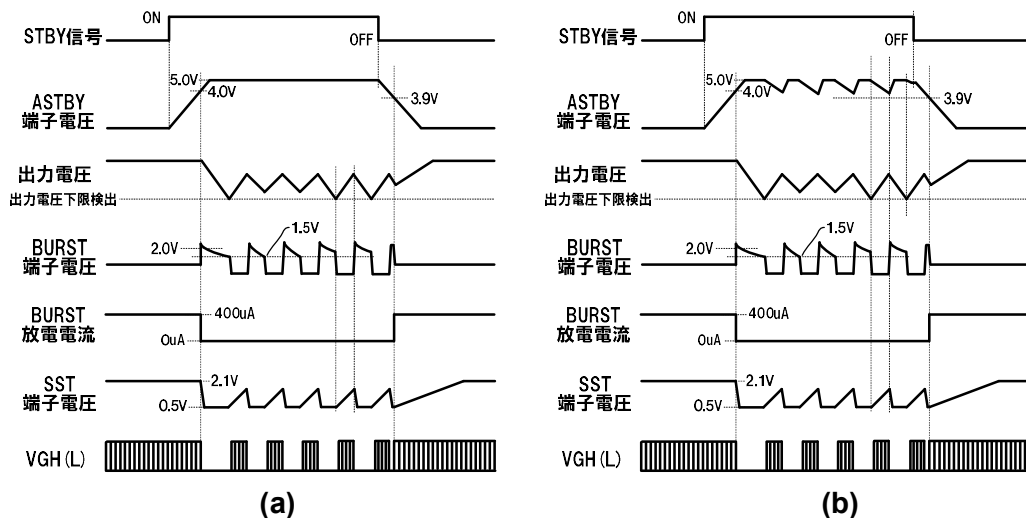 ON
STBY信号
OFF
5.0V
4.0V
ASTBY
端子電圧
3.9V
出力電圧
出力電圧下限検出
1.5V
2.0V
BURST
端子電圧
400uA
BURST
放電電流
0uA
2.1V
SST
端子電圧
0.5V
VGH(L)
(a)
ON
STBY信号
OFF
5.0V
4.0V
ASTBY
端子電圧
3.9V
出力電圧
出力電圧下限検出
1.5V
2.0V
BURST
端子電圧
400uA
BURST
放電電流
0uA
2.1V
SST
端子電圧
0.5V
VGH(L)
(b)